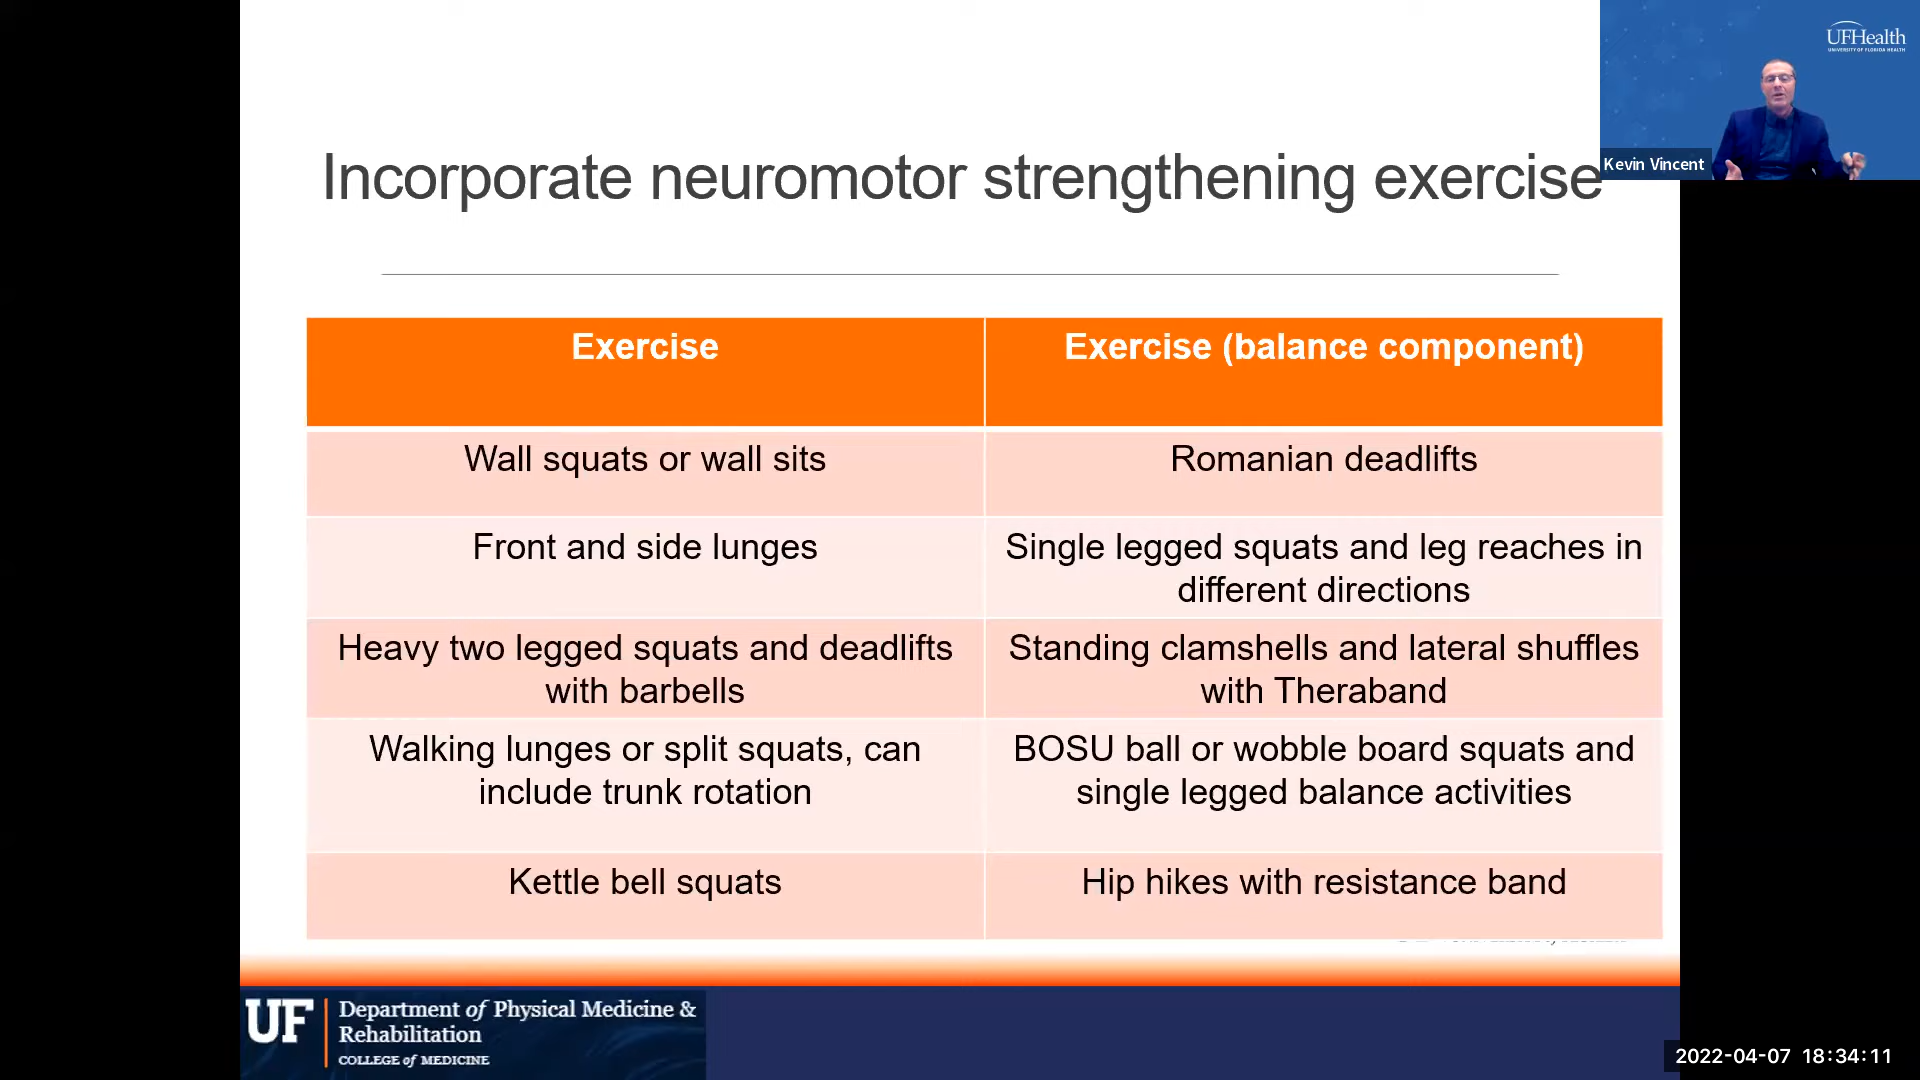 UFHealth
UNIVERSITY OF FLORIDA HEALTH
Kevin Vincent
Incorporate neuromotor strengthening exercise
Exercise
Exercise (balance component)
Wall squats or wall sits
Romanian deadlifts
Front and side lunges
Single legged squats and leg reaches in
different directions
Heavy two legged squats and deadlifts
with barbells
Standing clamshells and lateral shuffles
with Theraband
Walking lunges or split squats, can
include trunk rotation
BOSU ball or wobble board squats and
single legged balance activities
Kettle bell squats
Hip hikes with resistance band
UF
Department of Physical Medicine &
Rehabilitation
COLLEGE of MEDICINE
2022-04-07 18:34:11